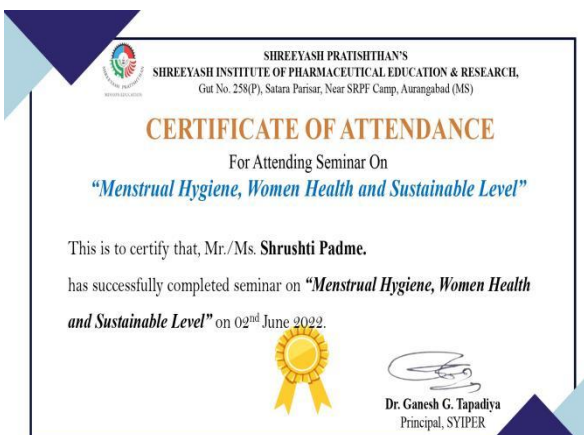 SHREEYASH PRATISHTHAN'S
SHREEYASH INSTITUTE OF PHARMACEUTICAL EDUCATION & RESEARCH,
Gut No. 258(P), Satara Parisar, Near SRPF Camp, Aurangabad (MS)
CERTIFICATE OF ATTENDANCE
For Attending Seminar On
“Menstrual Hygiene, Women Health and Sustainable Level”
This is to certify that, Mr./Ms. Shrushti Padme.
has successfully completed seminar on “Menstrual Hygiene, Women Health
and Sustainable Level” on 02nd June 2022.
Dr. Ganesh G. Tapadiya
Principal, SYIPER